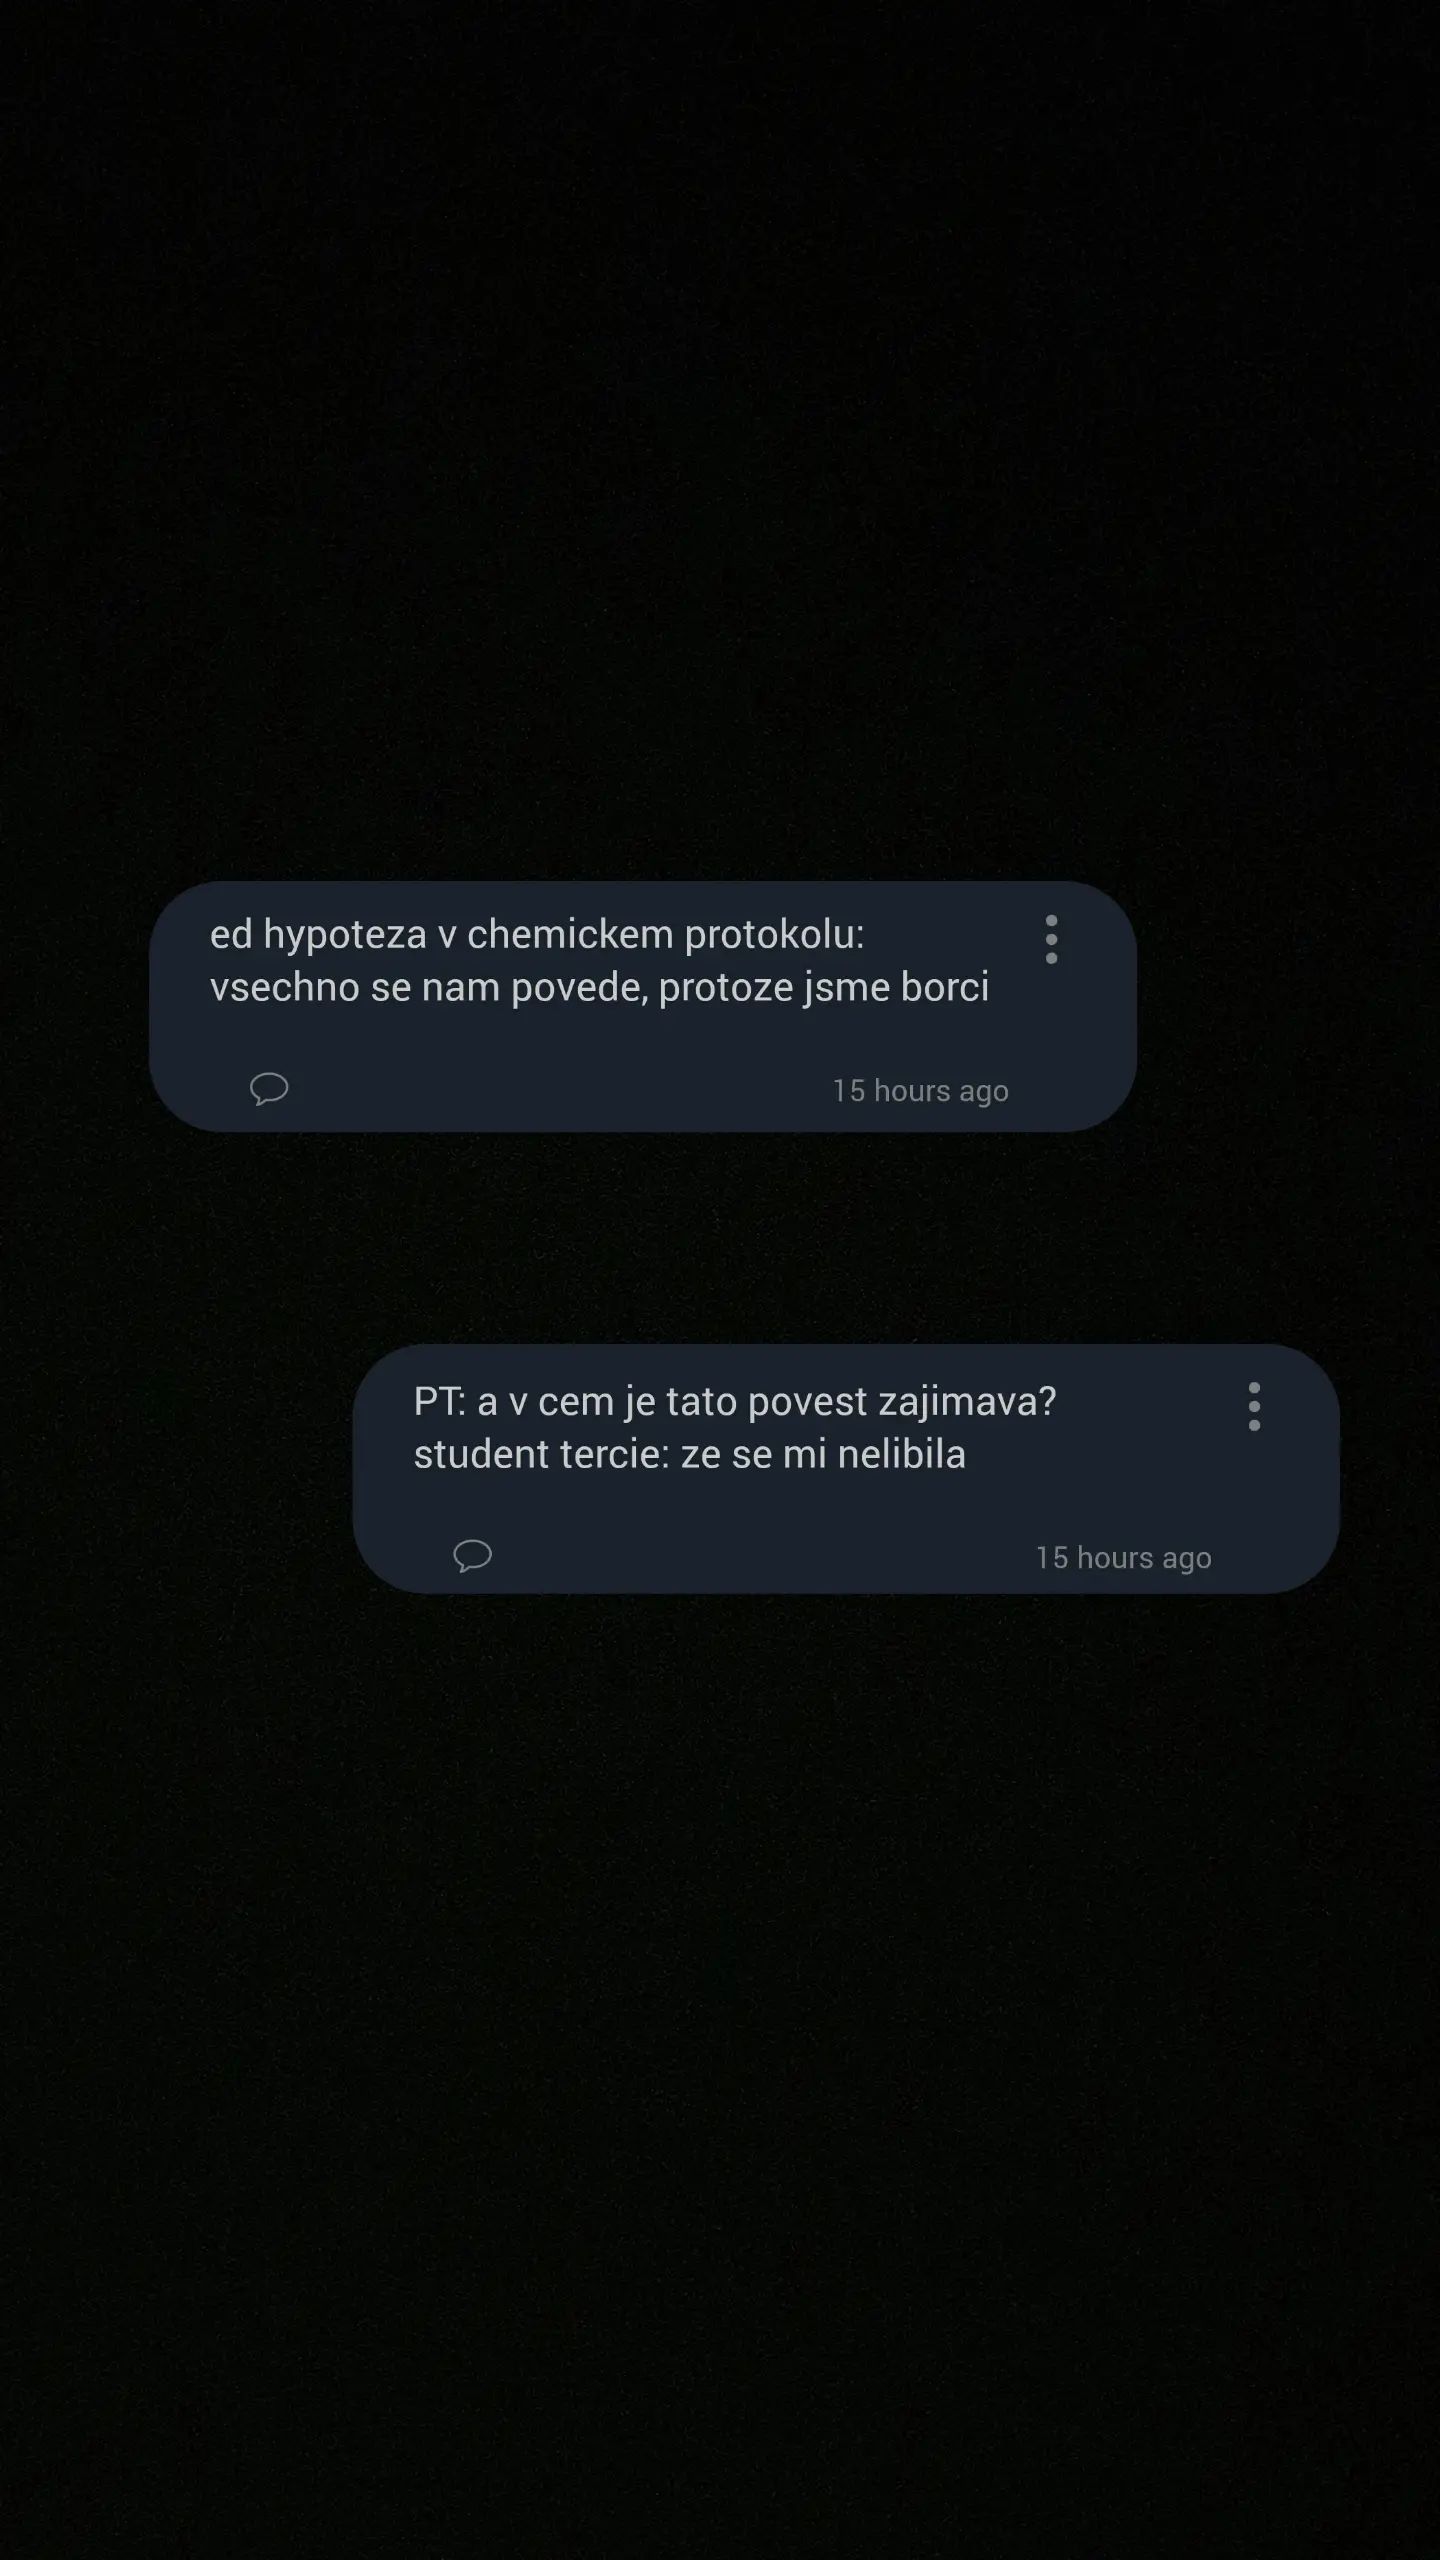 ed hypoteza v chemickem protokolu:
vsechno se nam povede, protoze jsme borci
15 hours ago
PT: a v cem je tato povest zajimava?
student tercie: ze se mi nelibila
15 hours ago